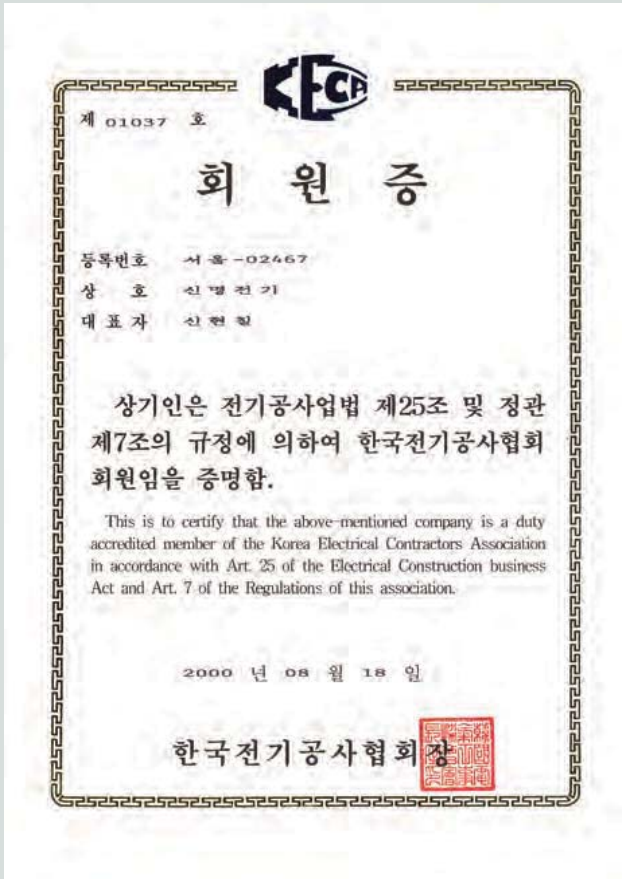 KECA
제 01037 호
회 원 증
등록번호 서울-02467
상 호 신명전기
대 표 자 신현칠
상기인은 전기공사업법 제25조 및 정관
제7조의 규정에 의하여 한국전기공사협회
회원임을 증명함.
This is to certify that the above-mentioned company is a duty
accredited member of the Korea Electrical Contractors Association
in accordance with Art. 25 of the Electrical Construction business
Act and Art. 7 of the Regulations of this association.
2000 년 08 월 18 일
한국전기공사협회장